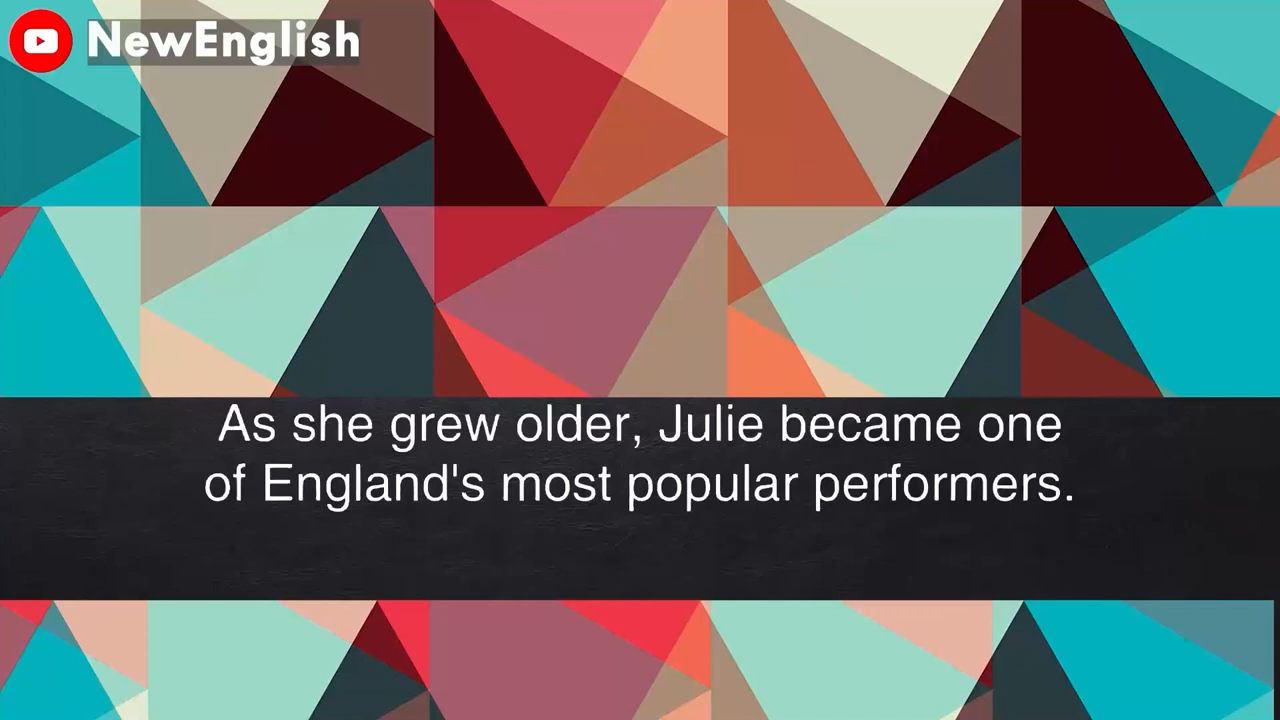 NewEnglish
As she grew older, Julie became one
of England's most popular performers.